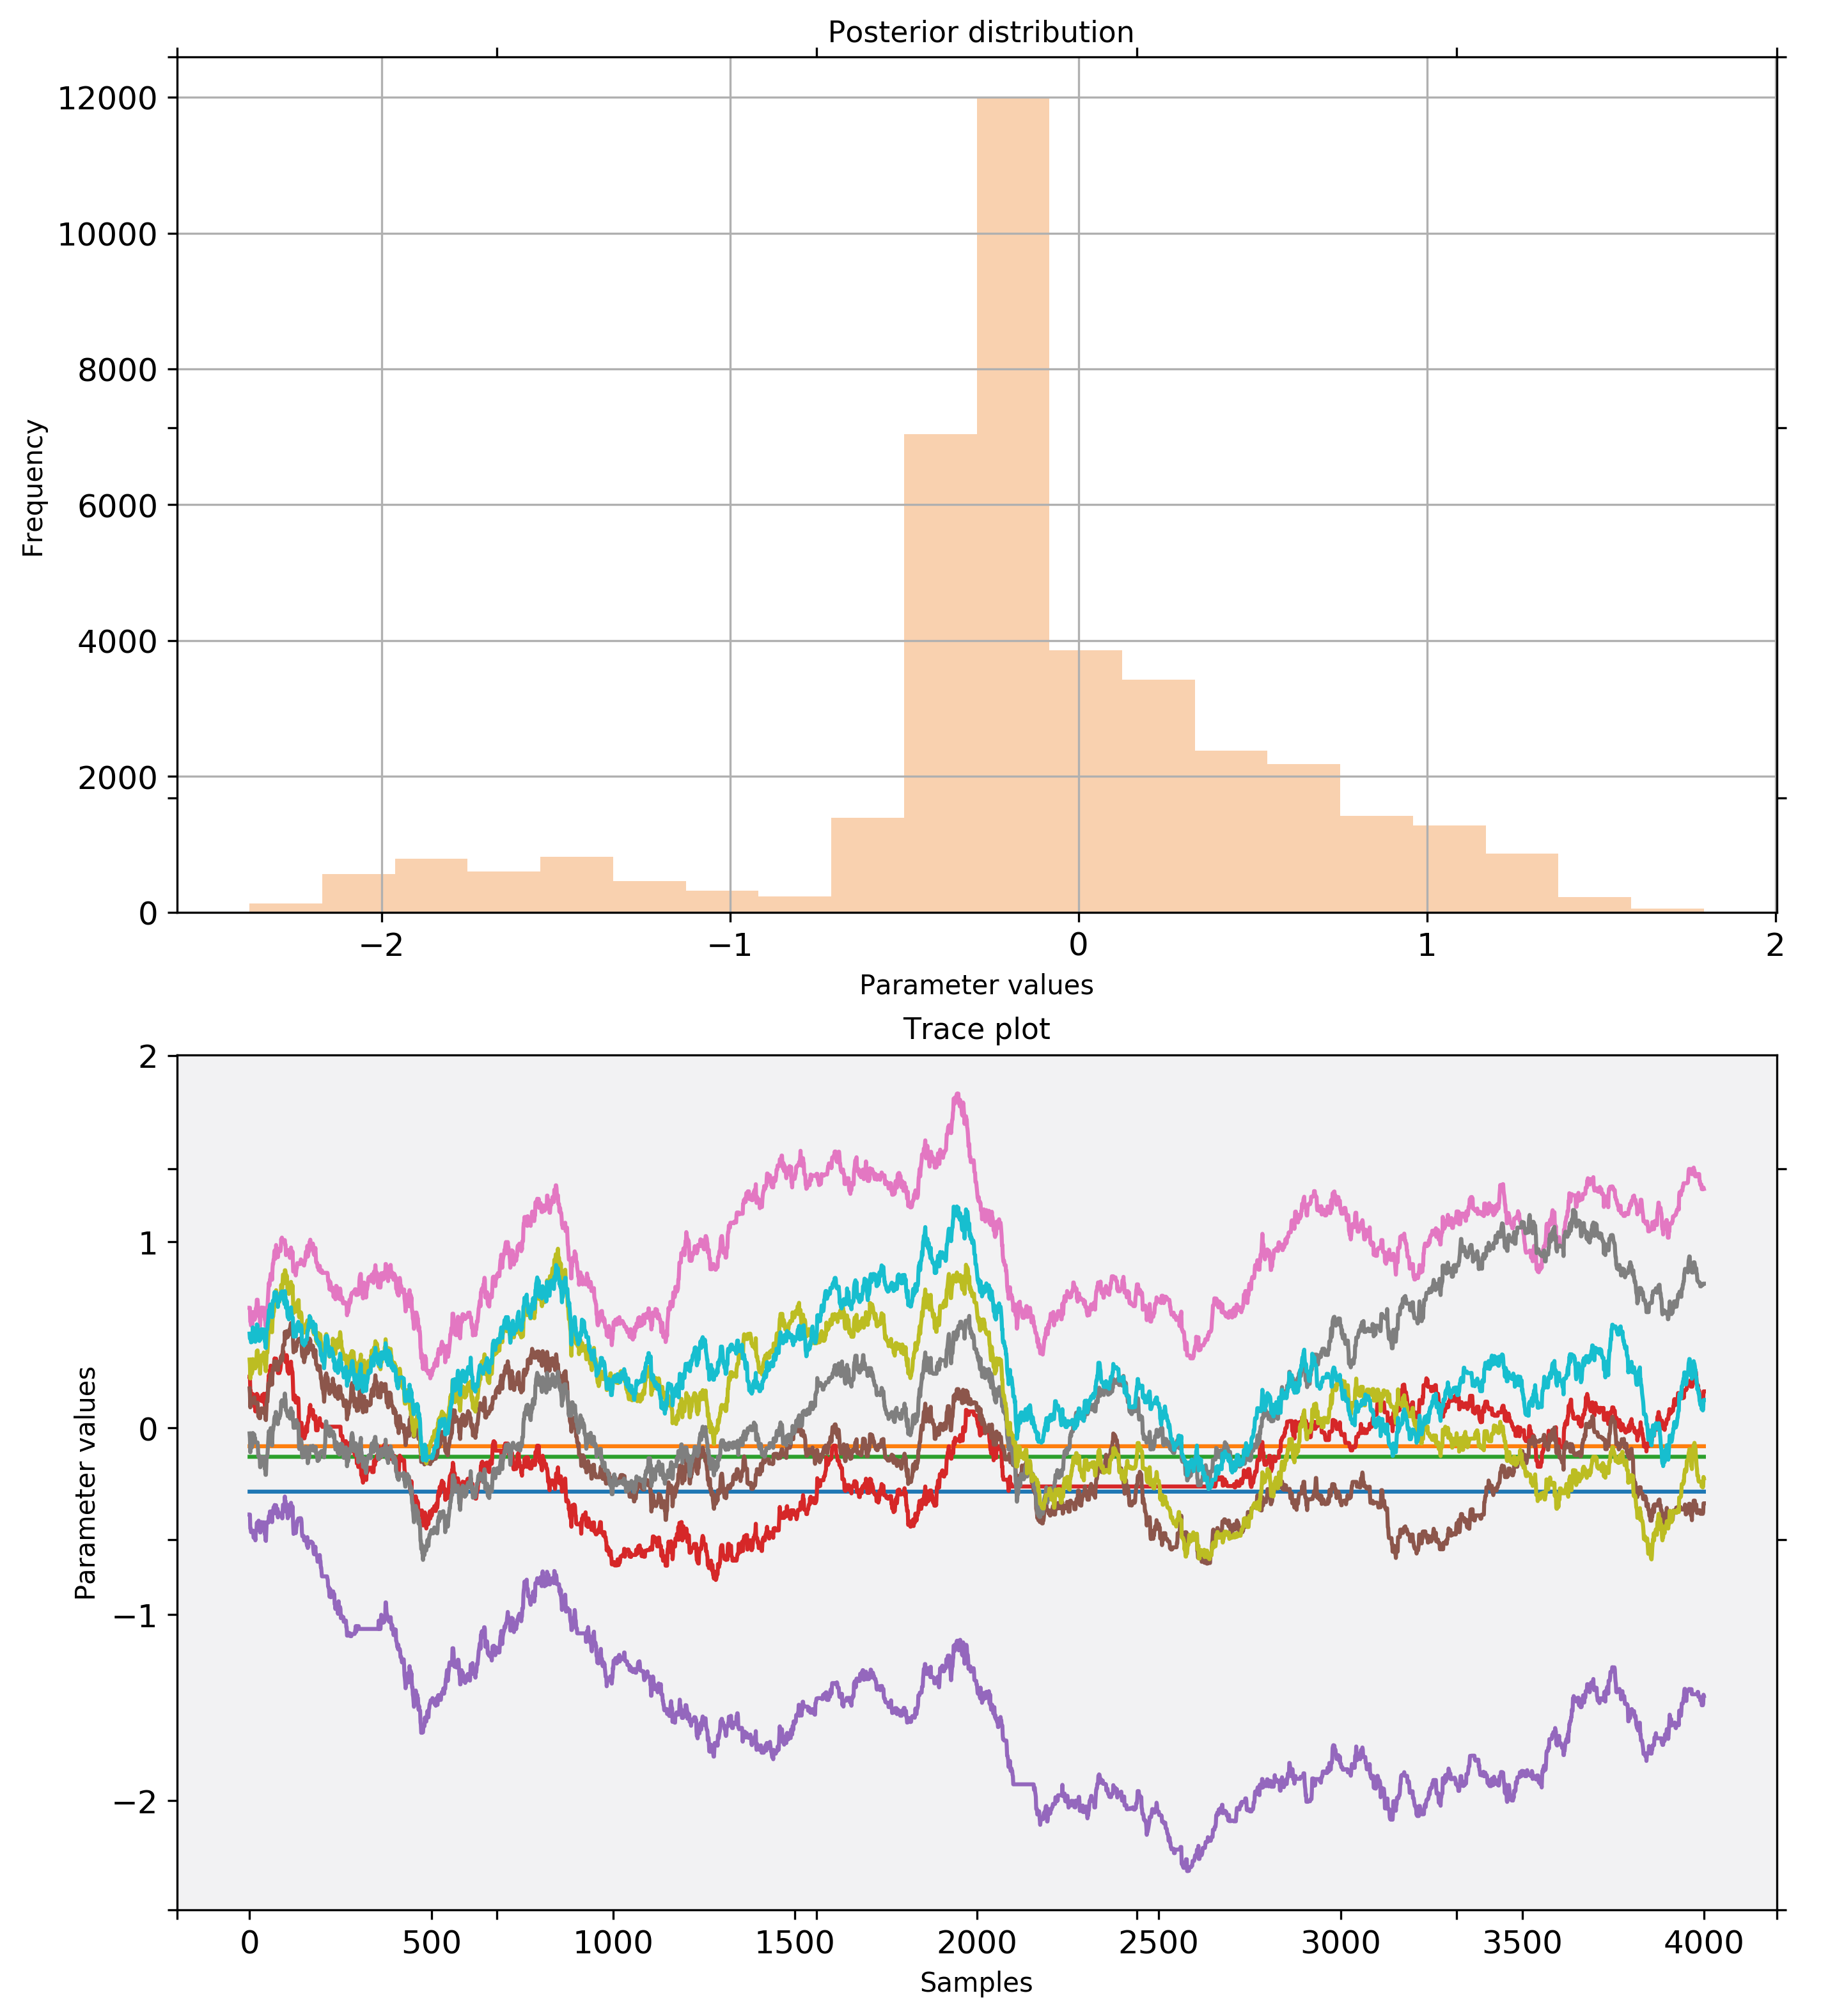 Posterior distribution
12000
10000
8000
6000
4000
2000
0
Frequency
−2 −1 0 1 2
Parameter values
Trace plot
2
1
0
−1
−2
Parameter values
0 500 1000 1500 2000 2500 3000 3500 4000
Samples